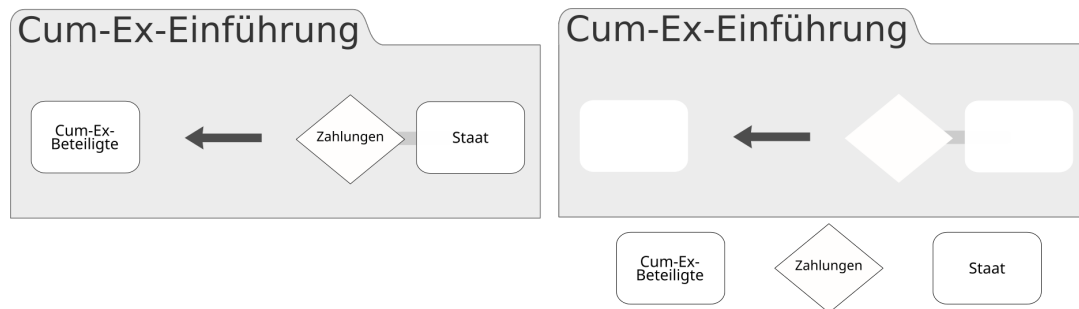 Cum-Ex-Einführung
Cum-Ex-
Beteiligte
Zahlungen
Staat
Cum-Ex-Einführung
Cum-Ex-
Beteiligte
Zahlungen
Staat